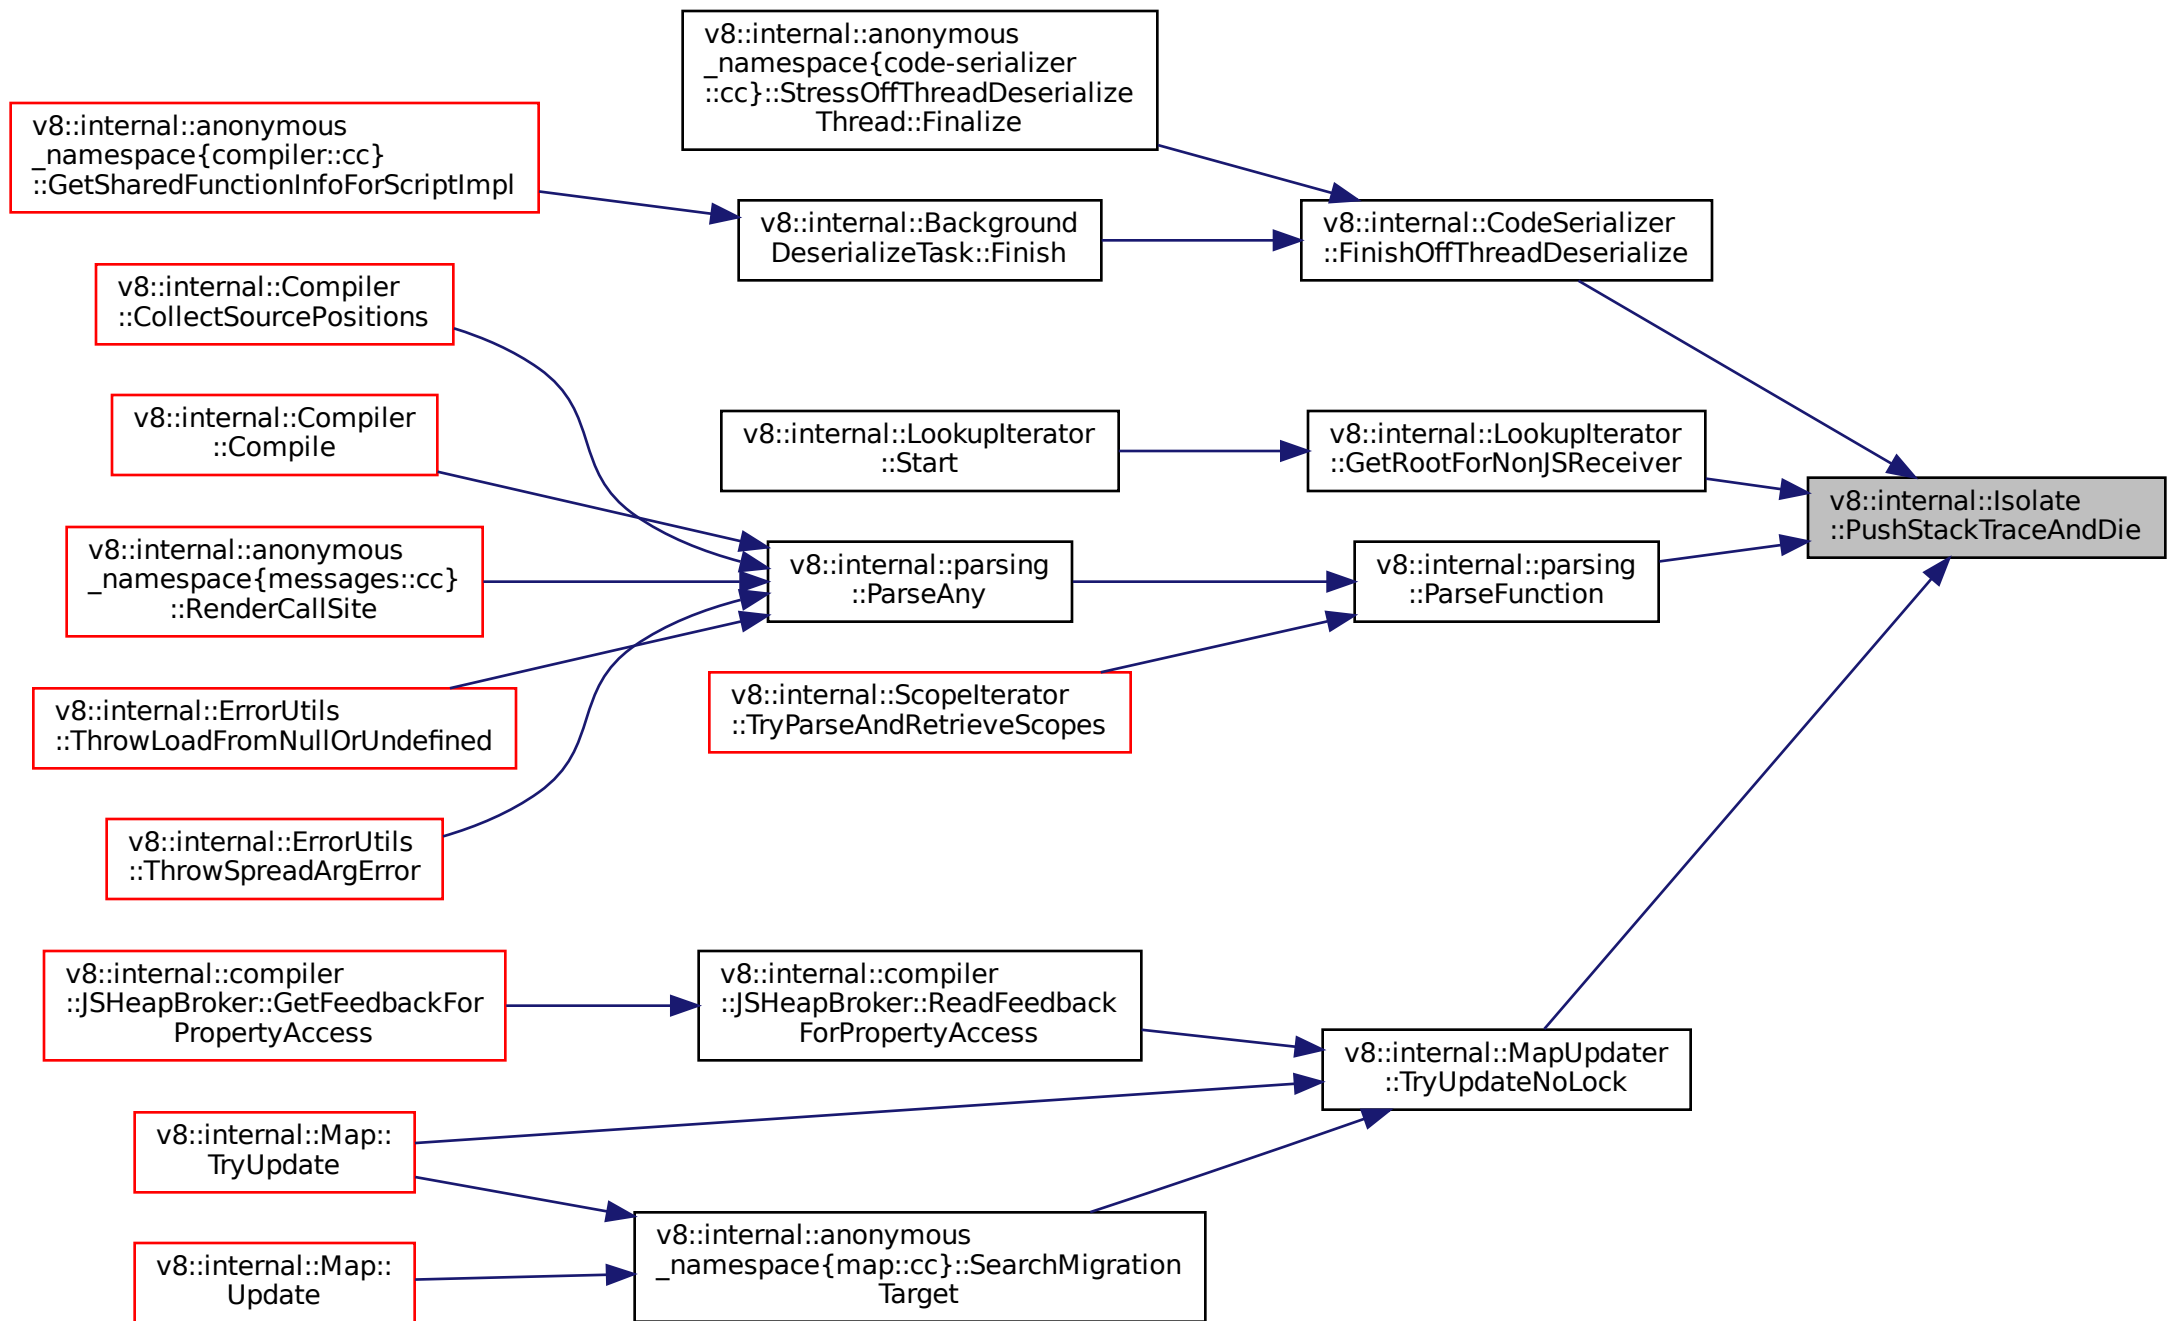 v8::internal::anonymous
_namespace{code-serializer
::cc}::StressOffThreadDeserialize
Thread::Finalize
v8::internal::anonymous
_namespace{compiler::cc}
::GetSharedFunctionInfoForScriptImpl
v8::internal::Background
DeserializeTask::Finish
v8::internal::CodeSerializer
::FinishOffThreadDeserialize
v8::internal::Compiler
::CollectSourcePositions
v8::internal::Compiler
::Compile
v8::internal::LookupIterator
::Start
v8::internal::LookupIterator
::GetRootForNonJSReceiver
v8::internal::Isolate
::PushStackTraceAndDie
v8::internal::anonymous
_namespace{messages::cc}
::RenderCallSite
v8::internal::parsing
::ParseAny
v8::internal::parsing
::ParseFunction
v8::internal::ErrorUtils
::ThrowLoadFromNullOrUndefined
v8::internal::ScopeIterator
::TryParseAndRetrieveScopes
v8::internal::ErrorUtils
::ThrowSpreadArgError
v8::internal::compiler
::JSHeapBroker::GetFeedbackFor
PropertyAccess
v8::internal::compiler
::JSHeapBroker::ReadFeedback
ForPropertyAccess
v8::internal::MapUpdater
::TryUpdateNoLock
v8::internal::Map::
TryUpdate
v8::internal::anonymous
_namespace{map::cc}::SearchMigration
Target
v8::internal::Map::
Update